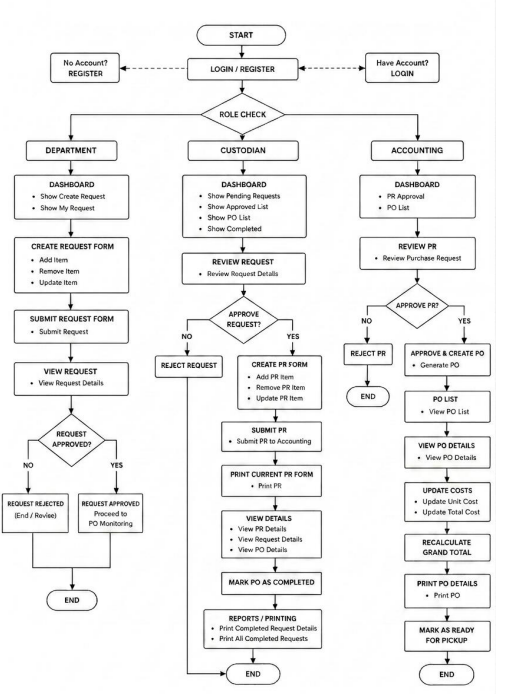 START
No Account?
REGISTER
LOGIN / REGISTER
Have Account?
LOGIN
ROLE CHECK
DEPARTMENT
DASHBOARD
• Show Create Request
• Show My Request
CREATE REQUEST FORM
• Add Item
• Remove Item
• Update Item
SUBMIT REQUEST FORM
• Submit Request
VIEW REQUEST
• View Request Details
REQUEST
APPROVED?
NO
YES
REQUEST REJECTED
(End / Revise)
REQUEST APPROVED
Proceed to
PO Monitoring
END
CUSTODIAN
DASHBOARD
• Show Pending Requests
• Show Approved List
• Show PO List
• Show Completed
REVIEW REQUEST
• Review Request Details
APPROVE
REQUEST?
NO
YES
REJECT REQUEST
CREATE PR FORM
• Add PR Item
• Remove PR Item
• Update PR Item
SUBMIT PR
• Submit PR to Accounting
PRINT CURRENT PR FORM
• Print PR
VIEW DETAILS
• View PR Details
• View Request Details
• View PO Details
MARK PO AS COMPLETED
REPORTS / PRINTING
• Print Completed Request Details
• Print All Completed Requests
END
ACCOUNTING
DASHBOARD
• PR Approval
• PO List
REVIEW PR
• Review Purchase Request
APPROVE PR?
NO
YES
REJECT PR
END
APPROVE & CREATE PO
• Generate PO
PO LIST
• View PO List
VIEW PO DETAILS
• View PO Details
UPDATE COSTS
• Update Unit Cost
• Update Total Cost
RECALCULATE
GRAND TOTAL
PRINT PO DETAILS
• Print PO
MARK AS READY
FOR PICKUP
END